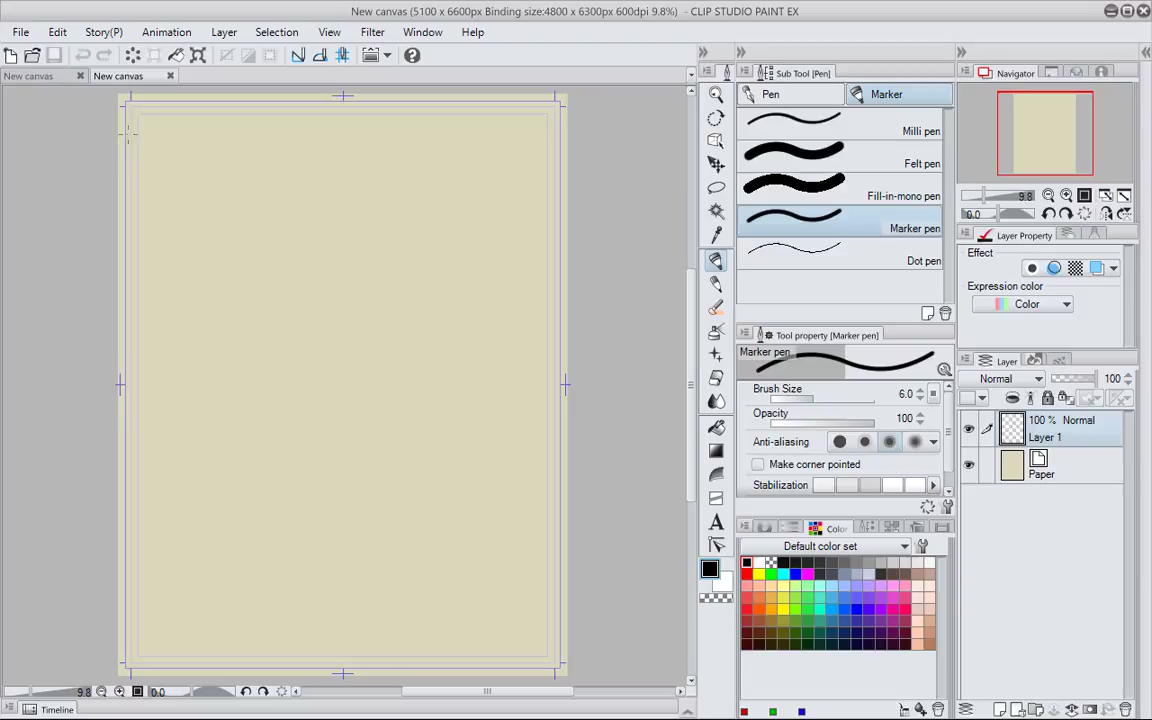 New canvas (5100 x 6600px Binding size:4800 x 6300px 600dpi 9.8%) - CLIP STUDIO PAINT EX
File Edit Story(P) Animation Layer Selection View Filter Window Help
New canvas New canvas
Sub Tool [Pen]
Navigator
Pen Marker
Milli pen
Felt pen
Fill-in-mono pen
Marker pen
Dot pen
9.8
0.0
Layer Property
Effect
Expression color
Color
Tool property [Marker pen]
Marker pen
Brush Size 6.0
Opacity 100
Anti-aliasing
Make corner pointed
Stabilization
Layer
Normal 100
100 % Normal
Layer 1
Paper
Color
Default color set
A
9.8 0.0
Timeline